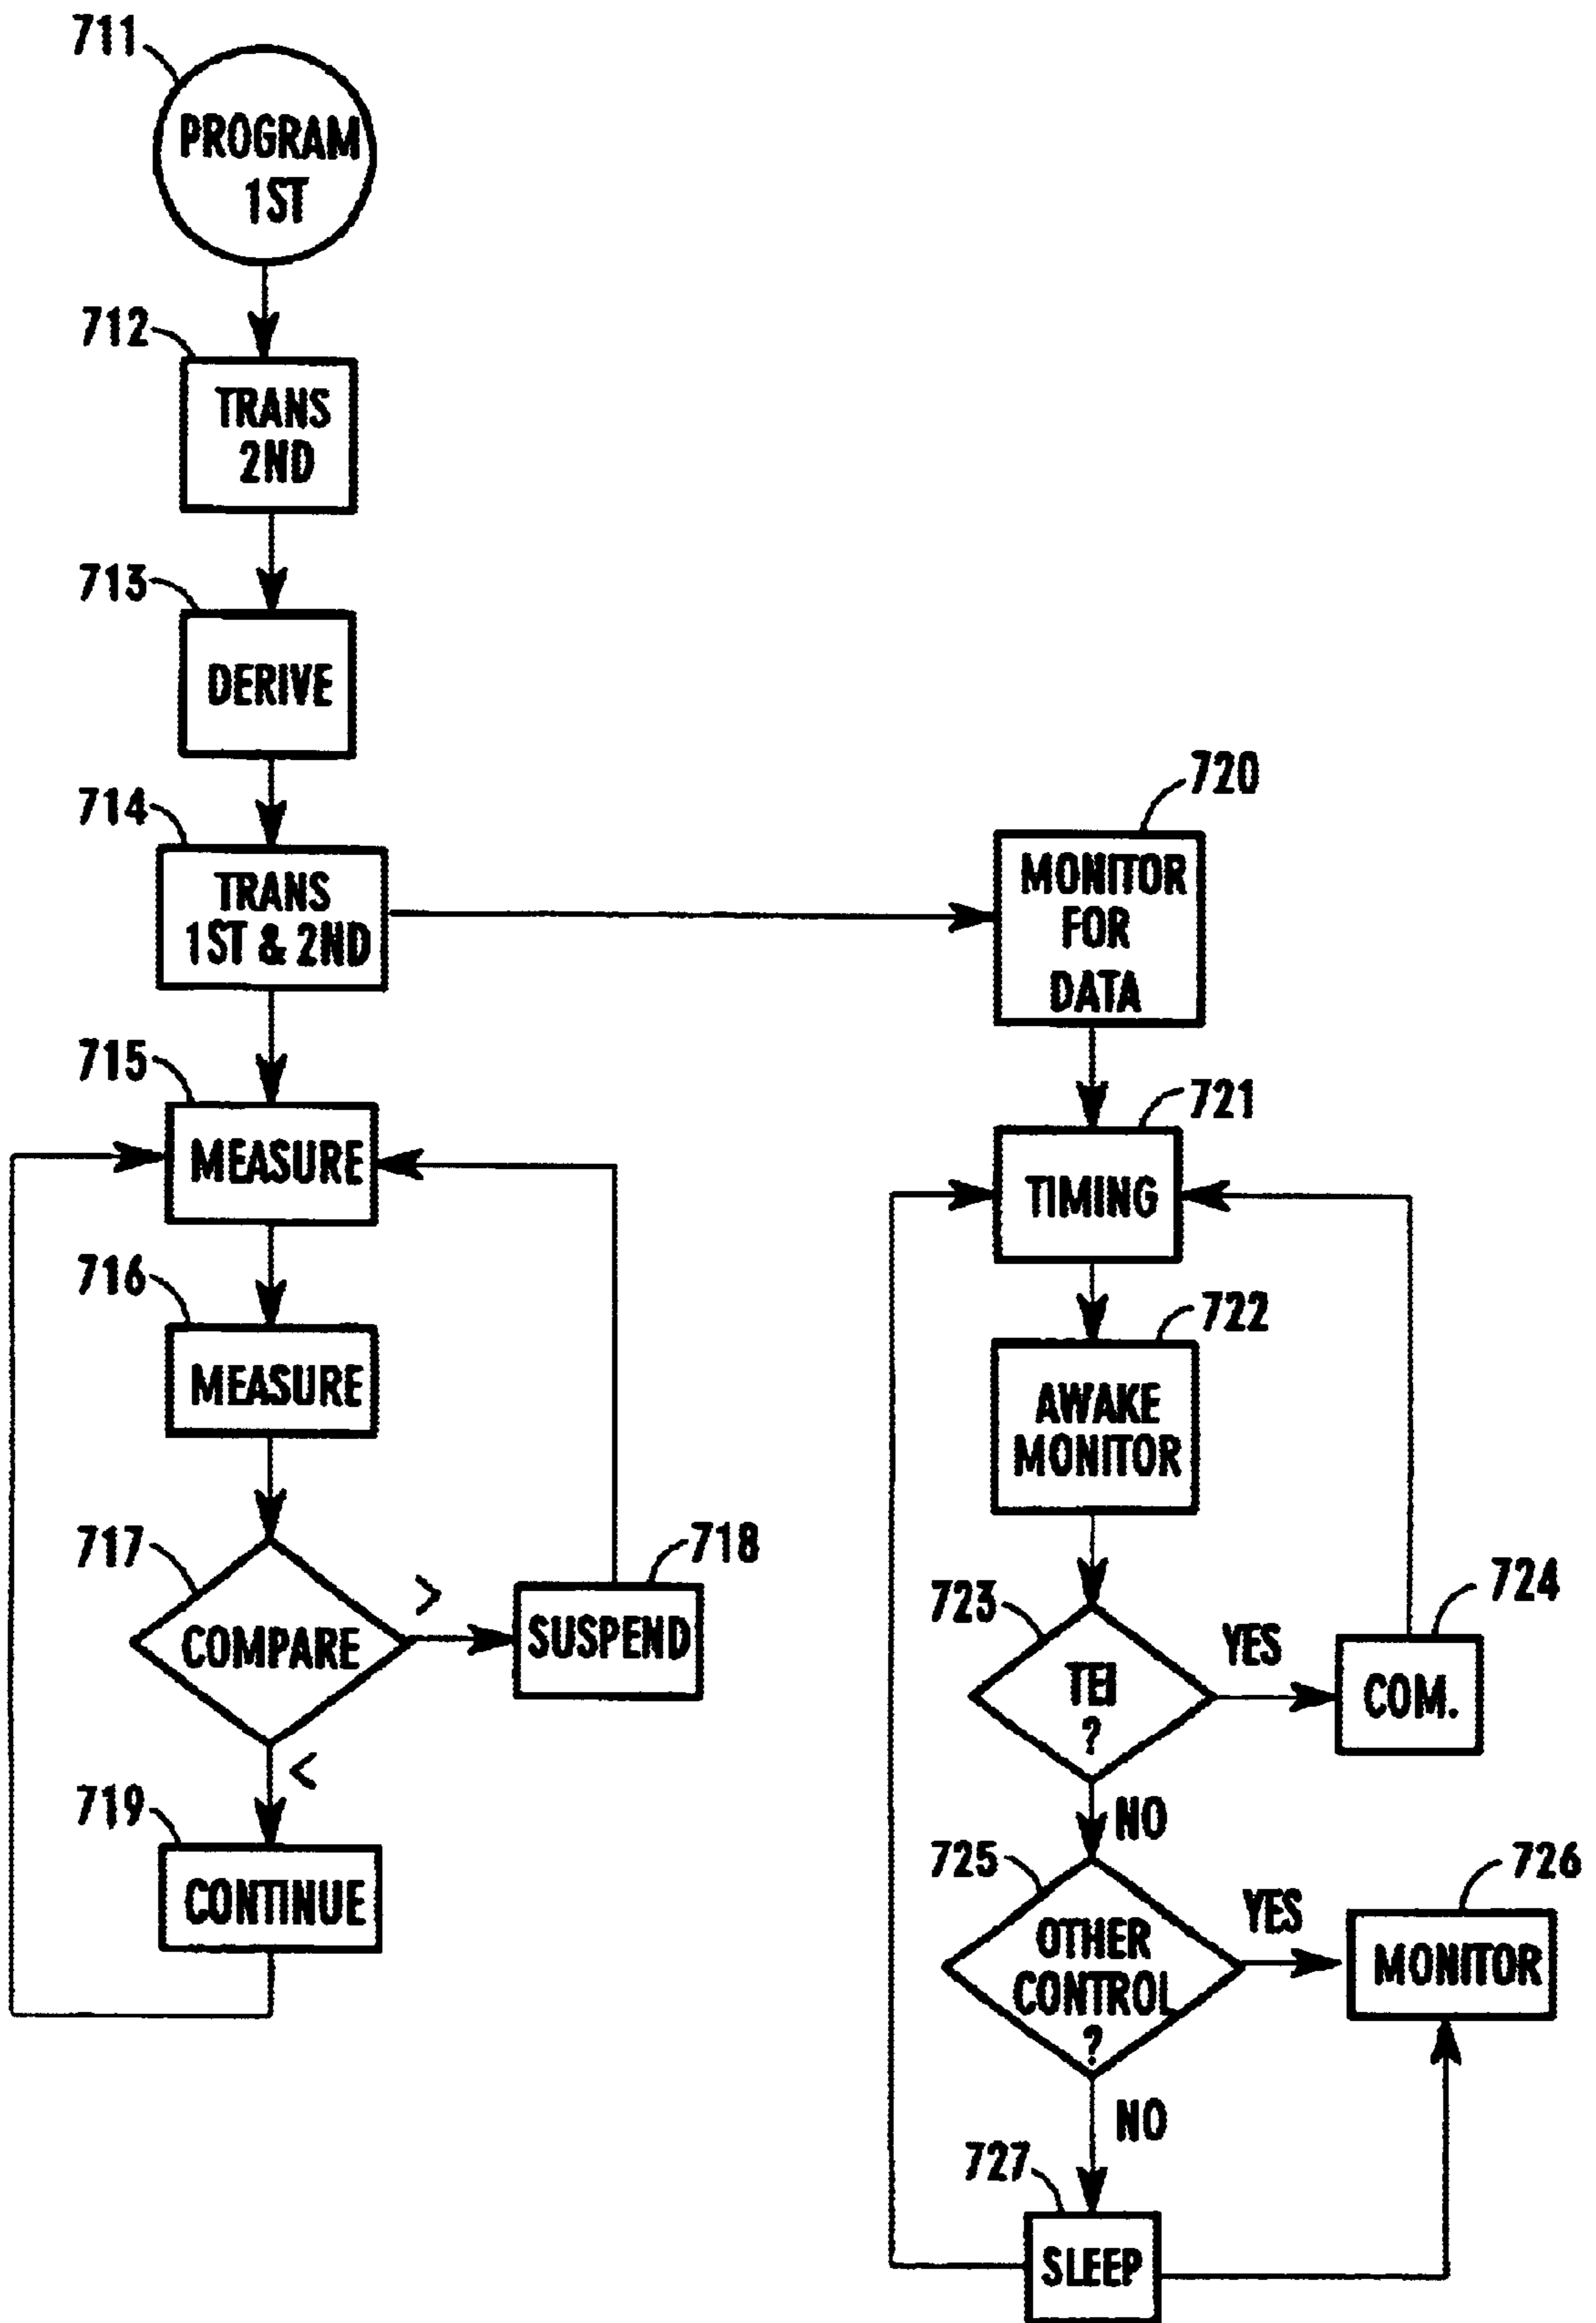 711
PROGRAM
1ST
712
TRANS
2ND
713
DERIVE
714
TRANS
1ST & 2ND
715
MEASURE
716
MEASURE
717
COMPARE
>
<
718
SUSPEND
719
CONTINUE
720
MONITOR
FOR
DATA
721
TIMING
722
AWAKE
MONITOR
723
TEI
?
YES
NO
724
COM.
725
OTHER
CONTROL
?
YES
NO
726
MONITOR
727
SLEEP